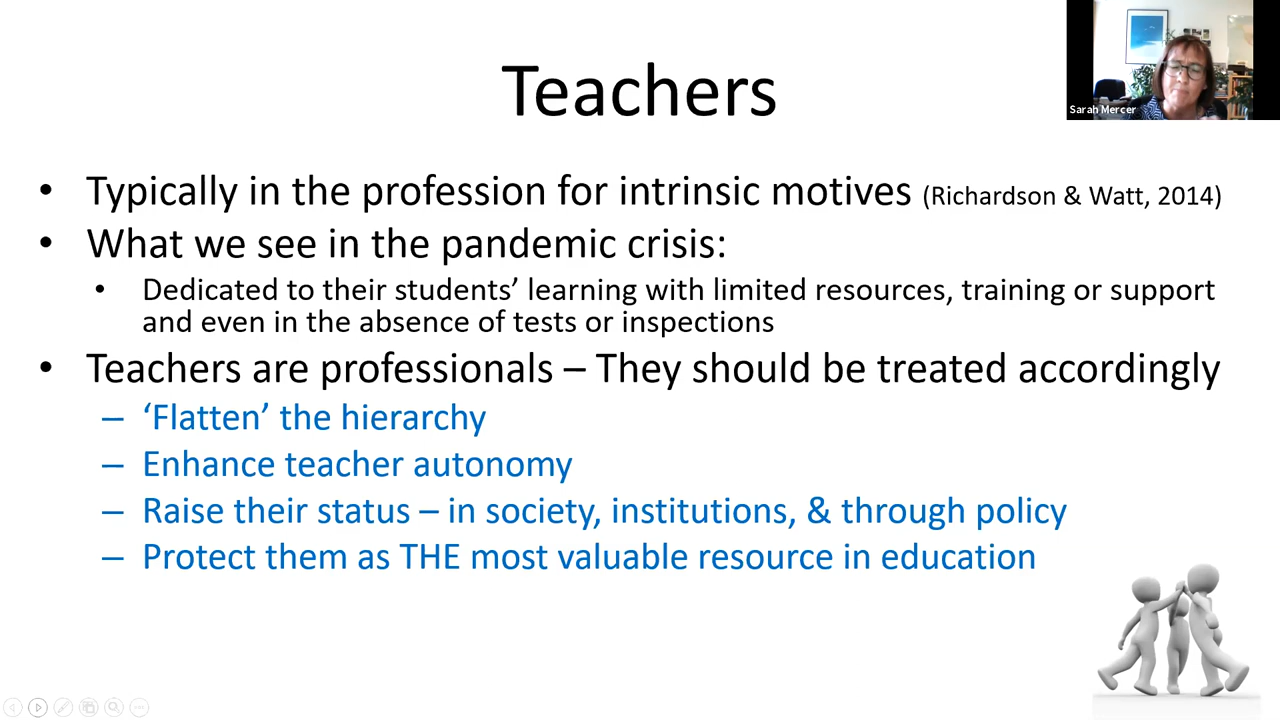 Teachers
Sarah Mercer
• Typically in the profession for intrinsic motives (Richardson & Watt, 2014)
• What we see in the pandemic crisis:
• Dedicated to their students’ learning with limited resources, training or support
and even in the absence of tests or inspections
• Teachers are professionals – They should be treated accordingly
– ‘Flatten’ the hierarchy
– Enhance teacher autonomy
– Raise their status – in society, institutions, & through policy
– Protect them as THE most valuable resource in education